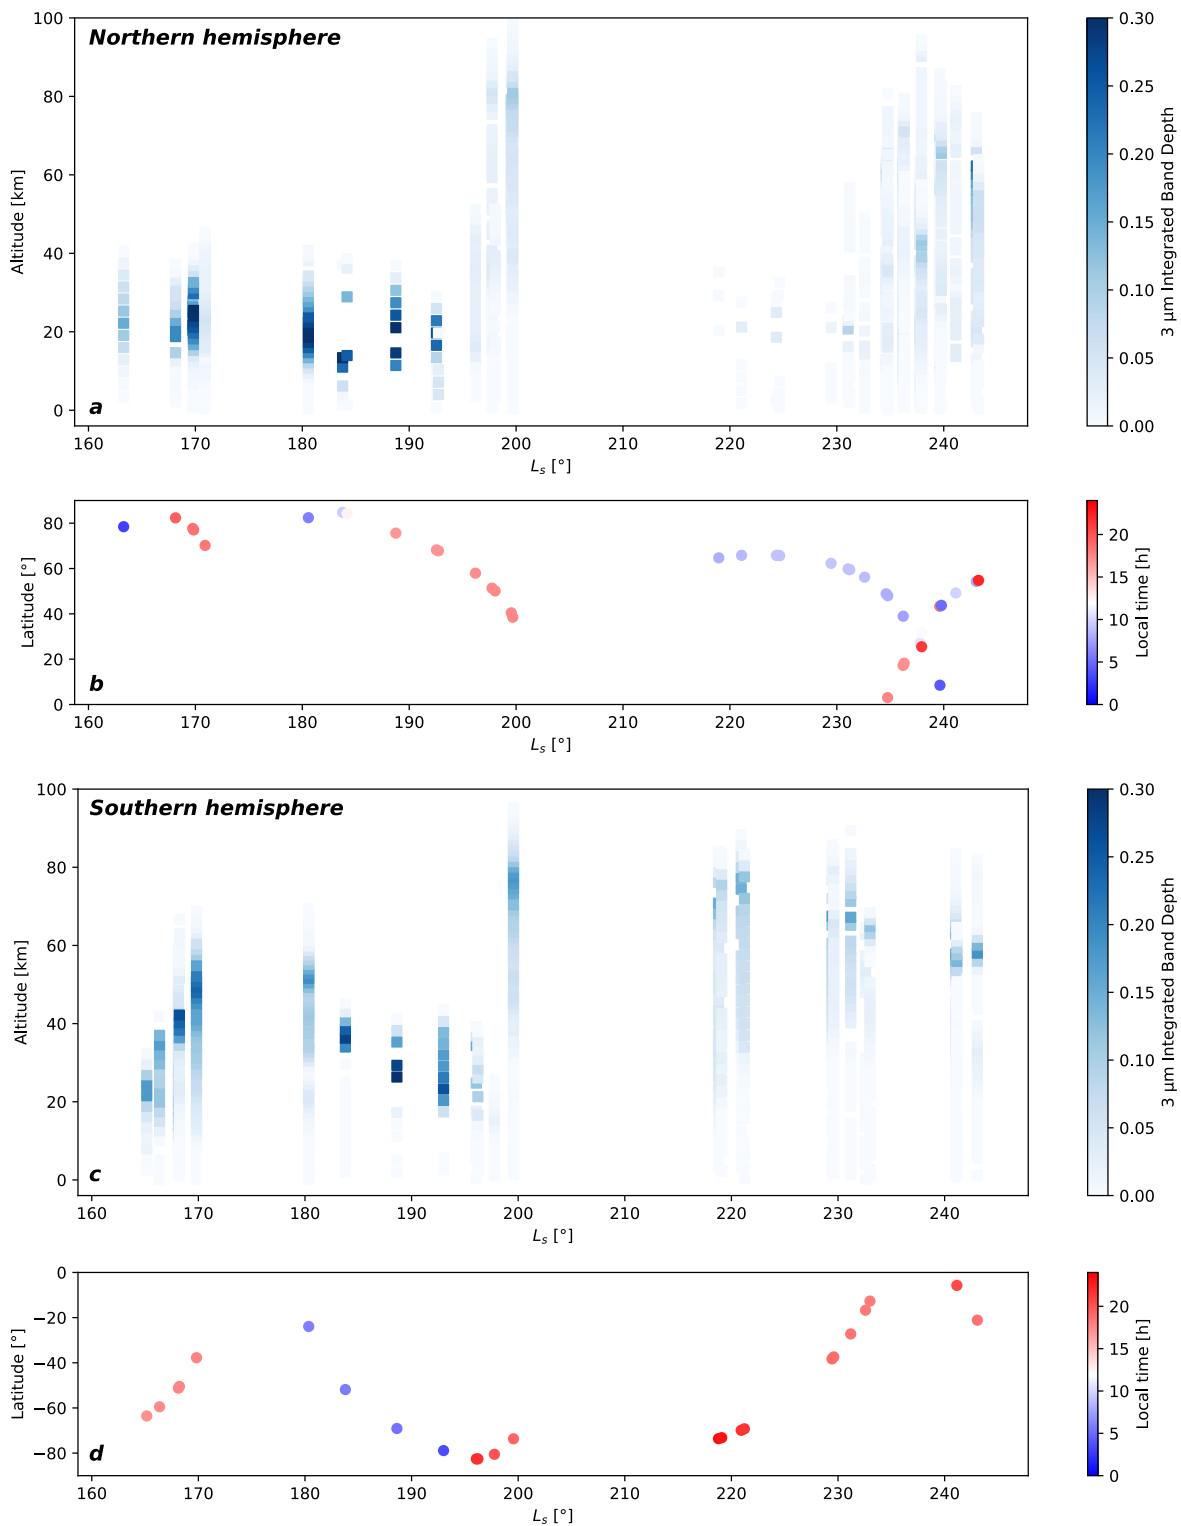 Northern hemisphere
100
80
60
40
20
0
Altitude [km]
a
160 170 180 190 200 210 220 230 240
Ls [°]
0.30
0.25
0.20
0.15
0.10
0.05
0.00
3 μm Integrated Band Depth
80
60
40
20
0
Latitude [°]
b
160 170 180 190 200 210 220 230 240
Ls [°]
20
15
10
5
0
Local time [h]
Southern hemisphere
100
80
60
40
20
0
Altitude [km]
c
160 170 180 190 200 210 220 230 240
Ls [°]
0.30
0.25
0.20
0.15
0.10
0.05
0.00
3 μm Integrated Band Depth
0
−20
−40
−60
−80
Latitude [°]
d
160 170 180 190 200 210 220 230 240
Ls [°]
20
15
10
5
0
Local time [h]